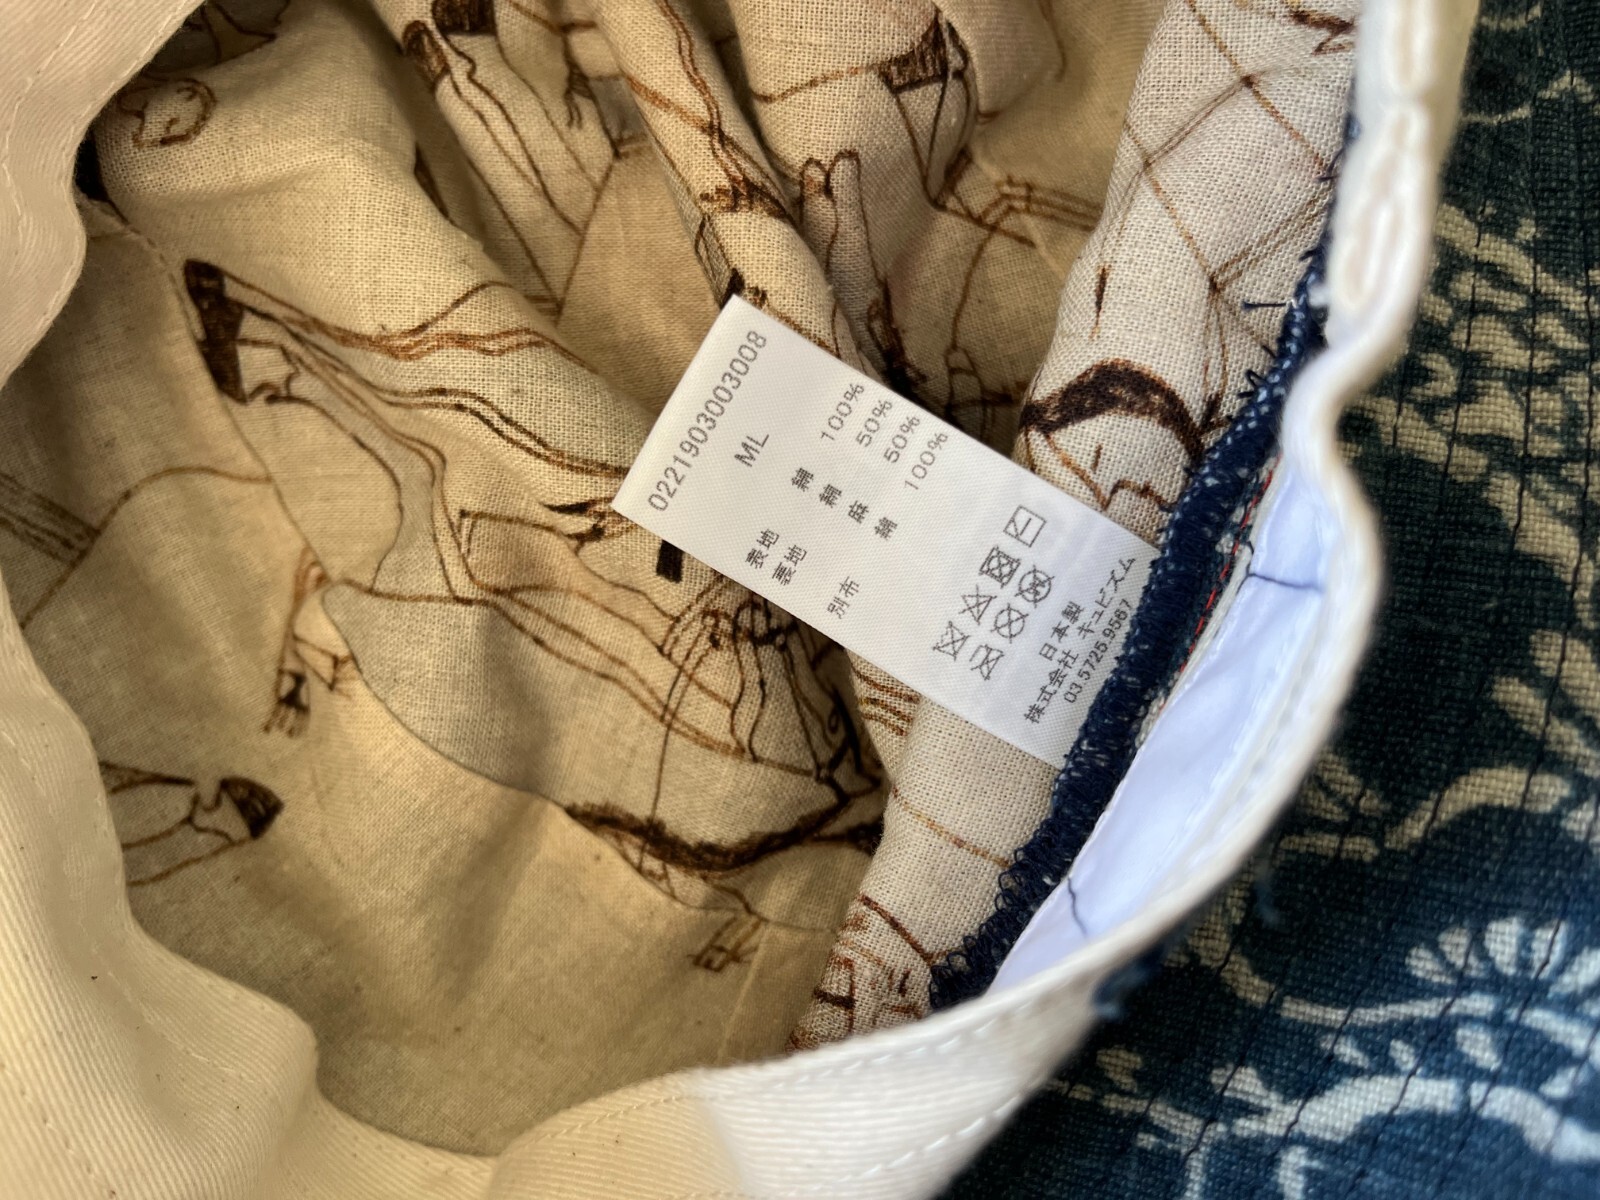 0221903003008
ML
表地 綿 100%
裏地 綿 50%
麻 50%
別布 綿 100%
日本製
株式会社 キュビズム
03.5725.9567